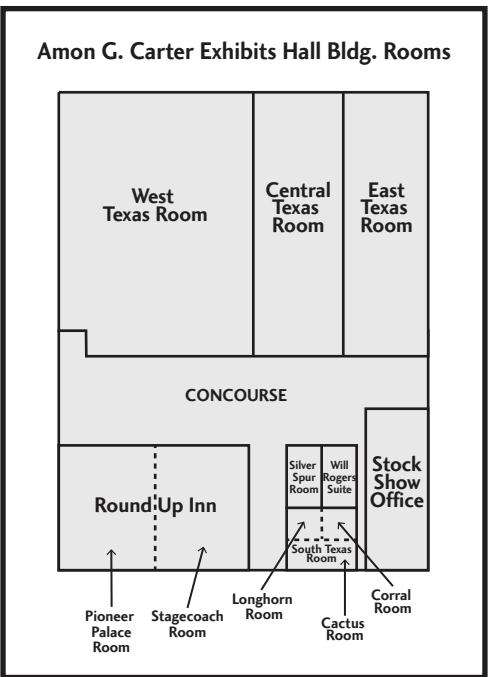 Amon G. Carter Exhibits Hall Bldg. Rooms
West
Texas Room
Central
Texas
Room
East
Texas
Room
CONCOURSE
Round Up Inn
Silver
Spur
Room
Will
Rogers
Suite
Stock
Show
Office
South Texas
Room
Pioneer
Palace
Room
Stagecoach
Room
Longhorn
Room
Cactus
Room
Corral
Room